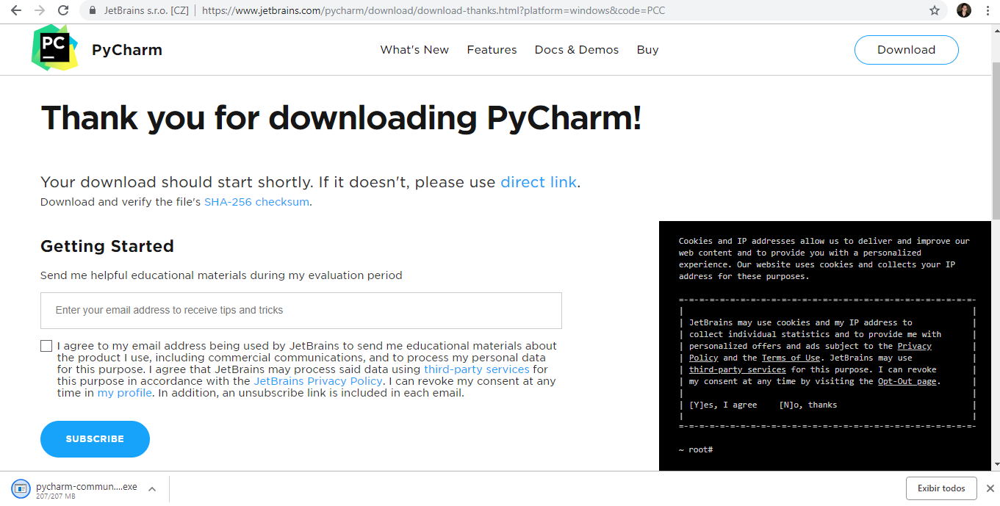 JetBrains s.r.o. [CZ] | https://www.jetbrains.com/pycharm/download/download-thanks.html?platform=windows&code=PCC
PC
PyCharm
What's New Features Docs & Demos Buy
Download
Thank you for downloading PyCharm!
Your download should start shortly. If it doesn't, please use direct link.
Download and verify the file's SHA-256 checksum.
Getting Started
Send me helpful educational materials during my evaluation period
Enter your email address to receive tips and tricks
I agree to my email address being used by JetBrains to send me educational materials about
the product I use, including commercial communications, and to process my personal data
for this purpose. I agree that JetBrains may process said data using third-party services for
this purpose in accordance with the JetBrains Privacy Policy. I can revoke my consent at any
time in my profile. In addition, an unsubscribe link is included in each email.
SUBSCRIBE
Cookies and IP addresses allow us to deliver and improve our
web content and to provide you with a personalized
experience. Our website uses cookies and collects your IP
address for these purposes.
JetBrains may use cookies and my IP address to
collect individual statistics and to provide me with
personalized offers and ads subject to the Privacy
Policy and the Terms of Use. JetBrains may use
third-party services for this purpose. I can revoke
my consent at any time by visiting the Opt-Out page.
[Y]es, I agree [N]o, thanks
~ root#
pycharm-commun....exe
207/207 MB
Exibir todos